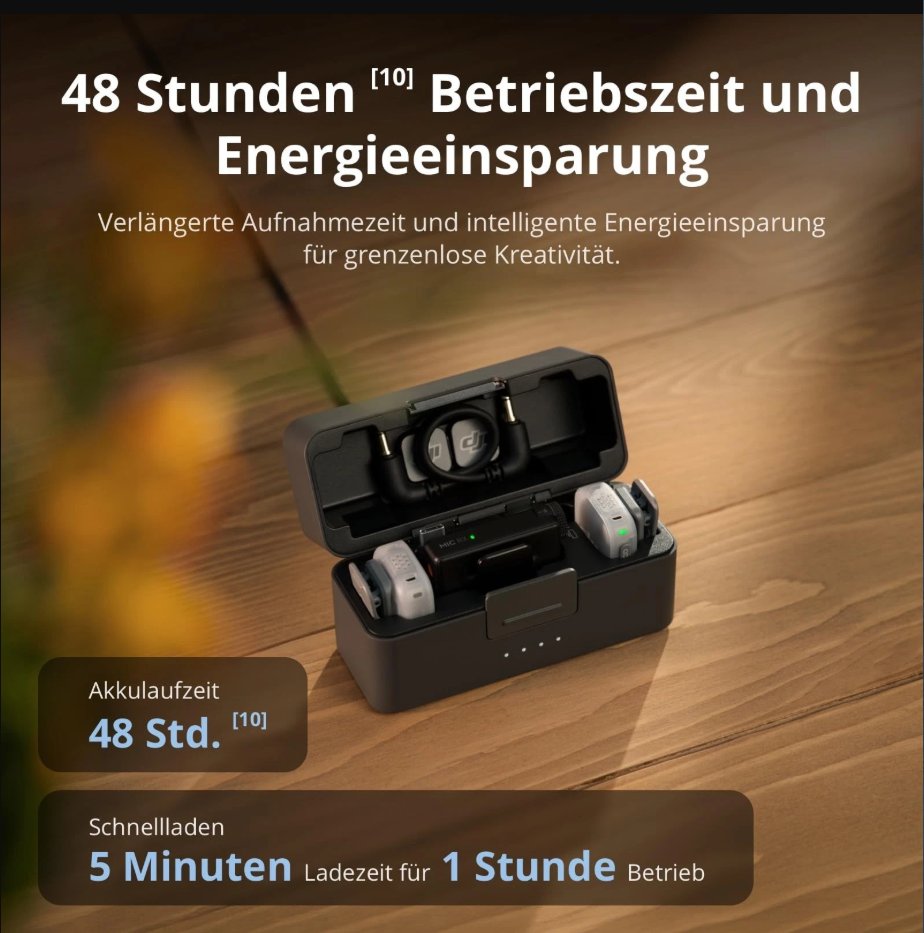 48 Stunden [10] Betriebszeit und
Energieeinsparung
Verlängerte Aufnahmezeit und intelligente Energieeinsparung
für grenzenlose Kreativität.
dji
Akkulaufzeit
48 Std. [10]
Schnellladen
5 Minuten Ladezeit für 1 Stunde Betrieb